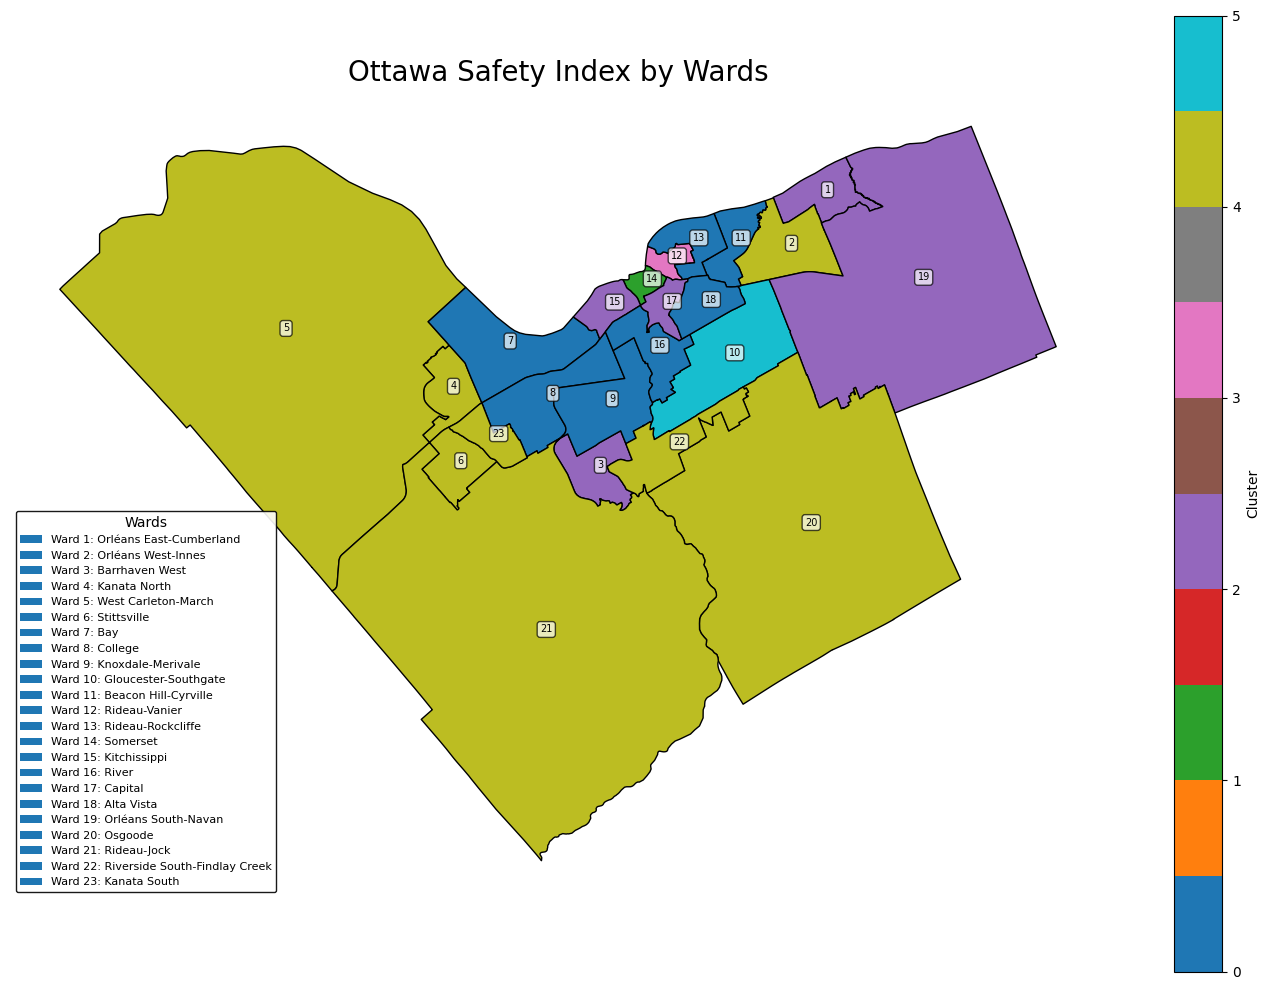 Ottawa Safety Index by Wards
5
4
3
2
1
0
Cluster
1
2
3
4
5
6
7
8
9
10
11
12
13
14
15
16
17
18
19
20
21
22
23
Wards
Ward 1: Orléans East-Cumberland
Ward 2: Orléans West-Innes
Ward 3: Barrhaven West
Ward 4: Kanata North
Ward 5: West Carleton-March
Ward 6: Stittsville
Ward 7: Bay
Ward 8: College
Ward 9: Knoxdale-Merivale
Ward 10: Gloucester-Southgate
Ward 11: Beacon Hill-Cyrville
Ward 12: Rideau-Vanier
Ward 13: Rideau-Rockcliffe
Ward 14: Somerset
Ward 15: Kitchissippi
Ward 16: River
Ward 17: Capital
Ward 18: Alta Vista
Ward 19: Orléans South-Navan
Ward 20: Osgoode
Ward 21: Rideau-Jock
Ward 22: Riverside South-Findlay Creek
Ward 23: Kanata South